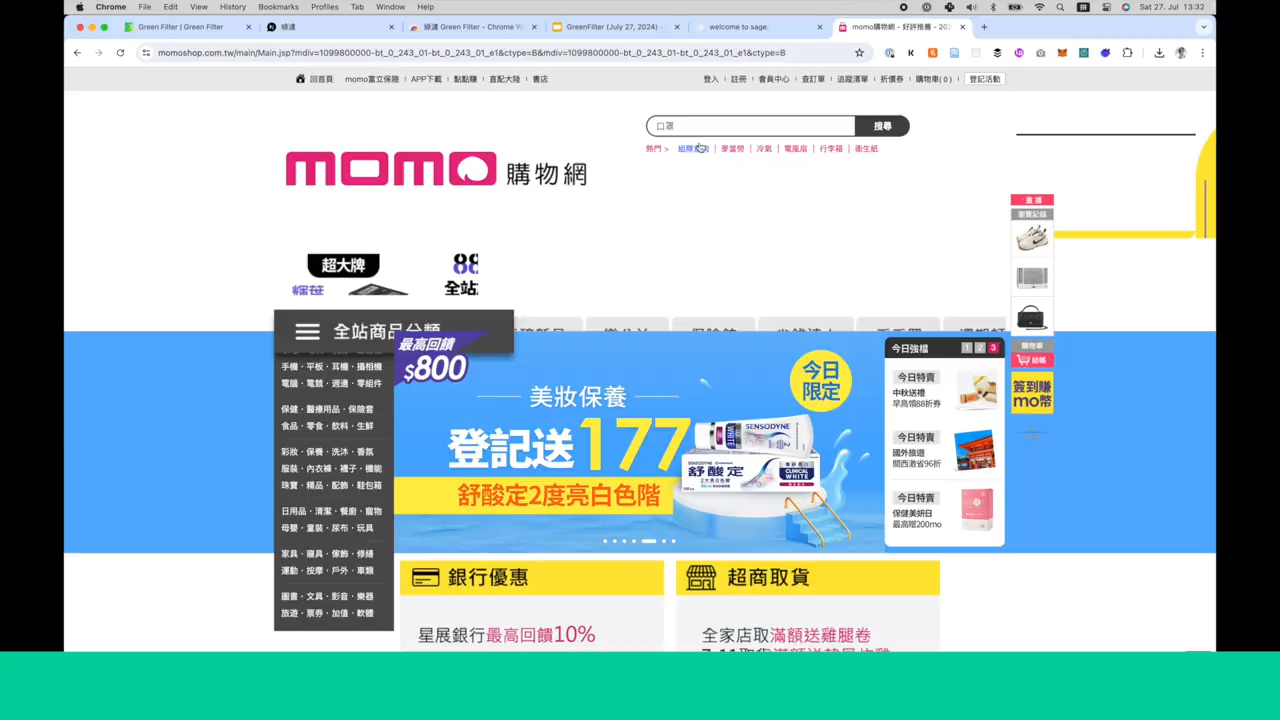 Chrome File Edit View History Bookmarks Profiles Tab Window Help
Sat 27. Jul 13:32
Green Filter | Green Filter
綠濾
綠濾 Green Filter - Chrome W
GreenFilter (July 27, 2024) -
welcome to sage.
momo購物網 - 好評推薦 - 202
momoshop.com.tw/main/Main.jsp?mdiv=1099800000-bt_0_243_01-bt_0_243_01_e1&ctype=B&mdiv=1099800000-bt_0_243_01-bt_0_243_01_e1&ctype=B
回首頁 momo富立保險 APP下載 點點賺 直配大陸 書店
登入 註冊 會員中心 查訂單 追蹤清單 折價券 購物車( 0 ) 登記活動
口罩 搜尋
熱門 > 麥當勞 | 冷氣 | 電風扇 | 行李箱 | 衛生紙
momo購物網
超大牌
輝葉
88
全站
瀏覽記錄
購物車
結帳
簽到賺
mo幣
全站商品分類
手機・平板・耳機・攝相機
電腦・電競・週邊・零組件
保健・醫療用品・保險套
食品・零食・飲料・生鮮
彩妝・保養・洗沐・香氛
服裝・內衣褲・襪子・機能
珠寶・精品・配飾・鞋包箱
日用品・清潔・餐廚・寵物
母嬰・童裝・尿布・玩具
家具・寢具・傢飾・修繕
運動・按摩・戶外・車類
圖書・文具・影音・樂器
旅遊・票券・加值・軟體
最高回饋
$800
美妝保養
登記送177
舒酸定2度亮白色階
今日
限定
SENSODYNE
SENSODYNE
舒酸定
CLINICAL
WHITE
今日強檔 1 2 3
今日特賣
中秋送禮
早鳥領88折券
今日特賣
國外旅遊
關西激省96折
今日特賣
保健美妍日
最高贈200mo
銀行優惠
星展銀行最高回饋10%
超商取貨
全家店取滿額送雞腿卷